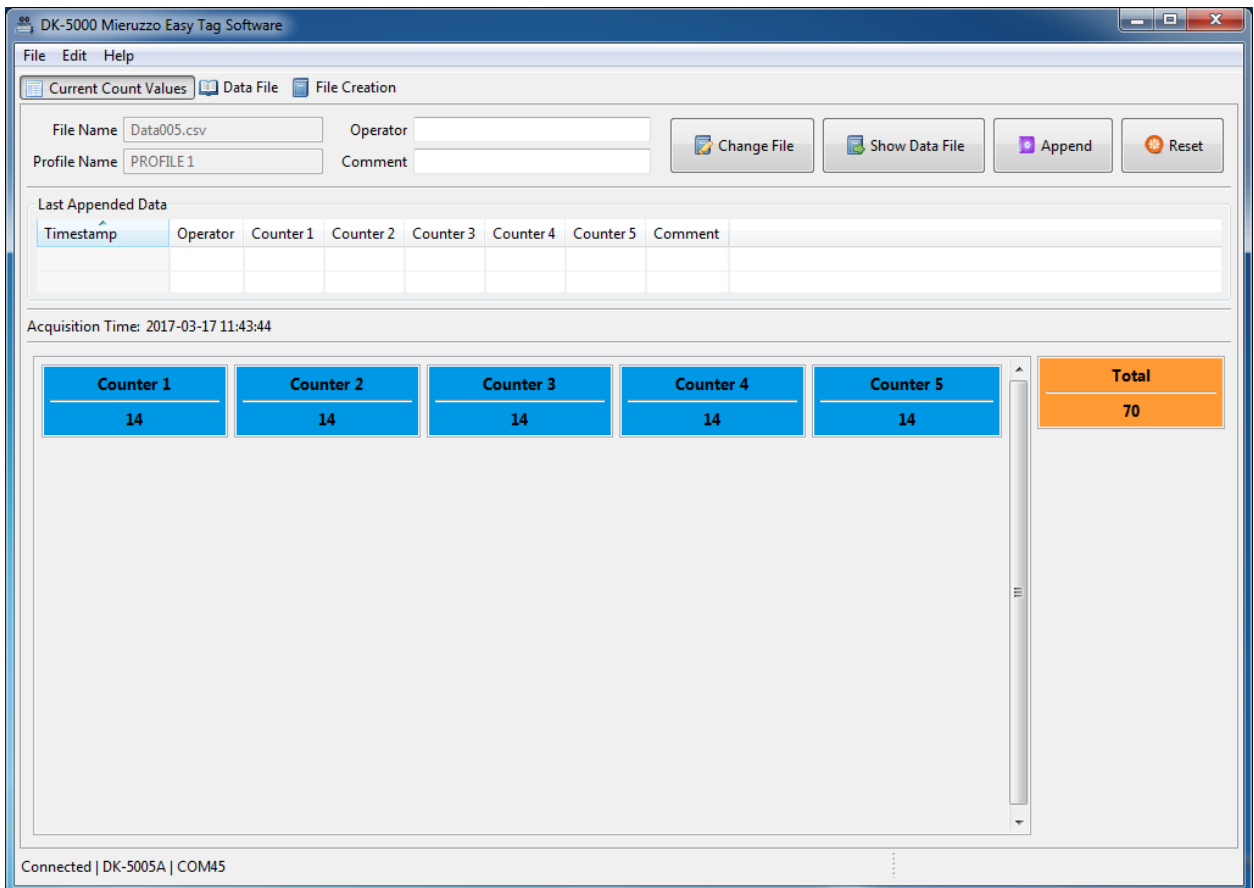 DK-5000 Mieruzzo Easy Tag Software
File Edit Help
Current Count Values Data File File Creation
File Name Data005.csv Operator Change File Show Data File Append Reset
Profile Name PROFILE 1 Comment
Last Appended Data
Timestamp Operator Counter 1 Counter 2 Counter 3 Counter 4 Counter 5 Comment
Acquisition Time: 2017-03-17 11:43:44
Counter 1 Counter 2 Counter 3 Counter 4 Counter 5 Total
14 14 14 14 14 70
Connected | DK-5005A | COM45